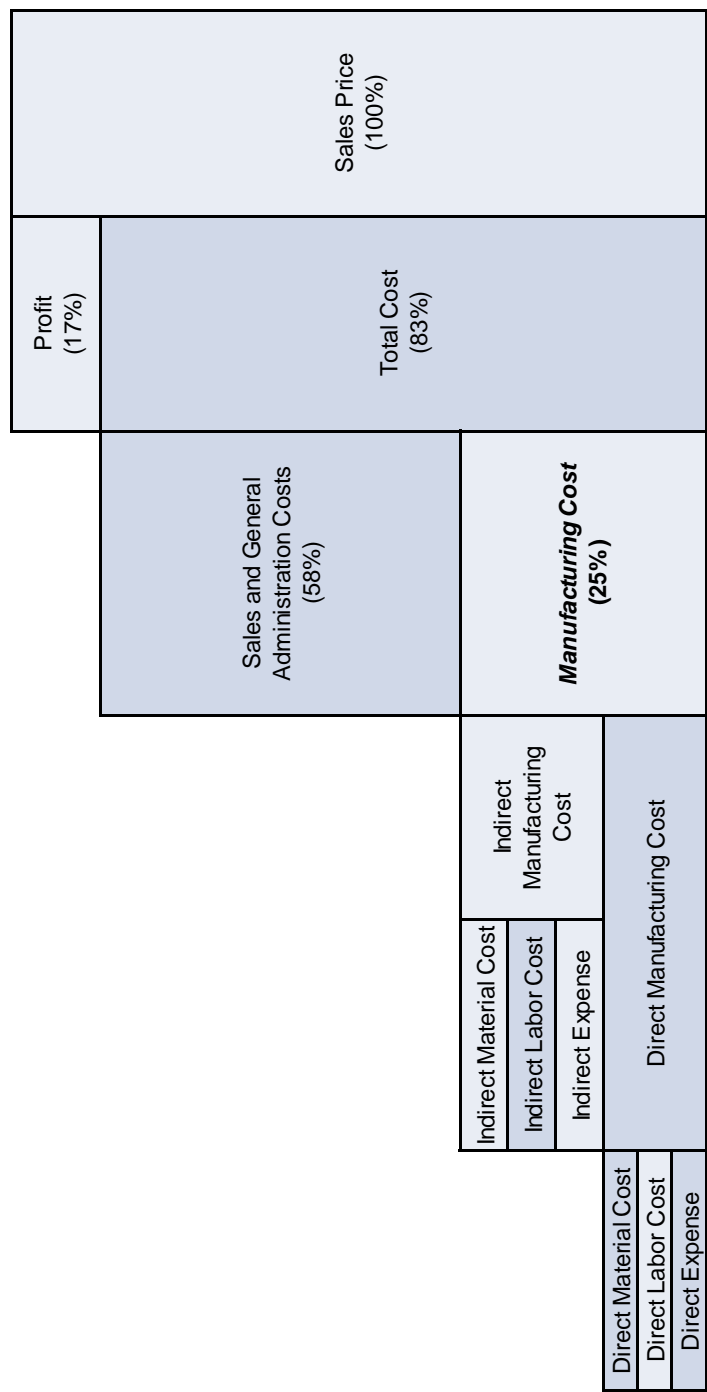 Direct Material Cost
Direct Labor Cost
Direct Expense
Indirect Material Cost
Indirect Labor Cost
Indirect Expense
Direct Manufacturing Cost
Indirect
Manufacturing
Cost
Sales and General
Administration Costs
(58%)
Manufacturing Cost
(25%)
Profit
(17%)
Total Cost
(83%)
Sales Price
(100%)